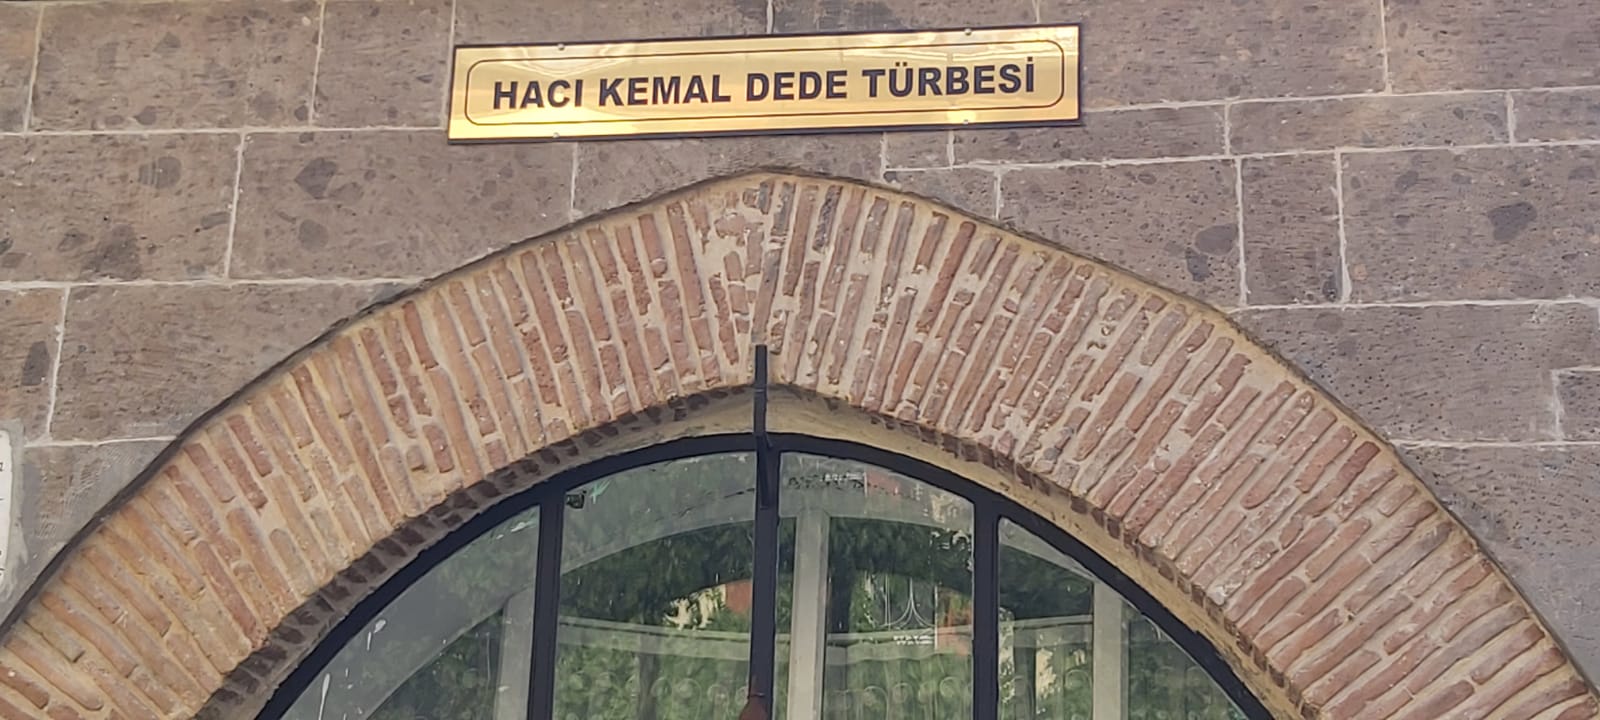 HACI KEMAL DEDE TÜRBESİ